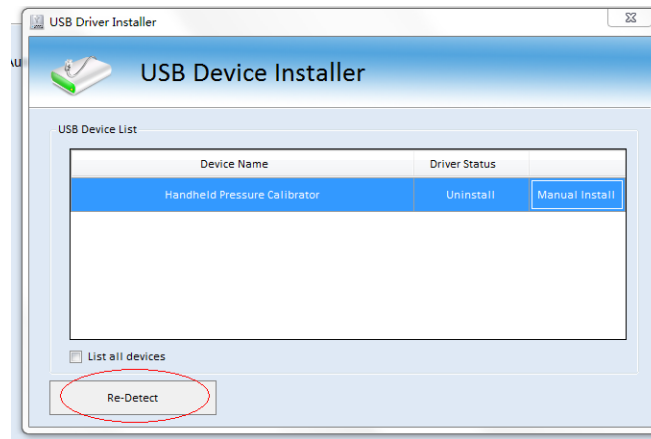 USB Driver Installer
USB Device Installer
USB Device List
Device Name Driver Status
Handheld Pressure Calibrator Uninstall Manual Install
List all devices
Re-Detect